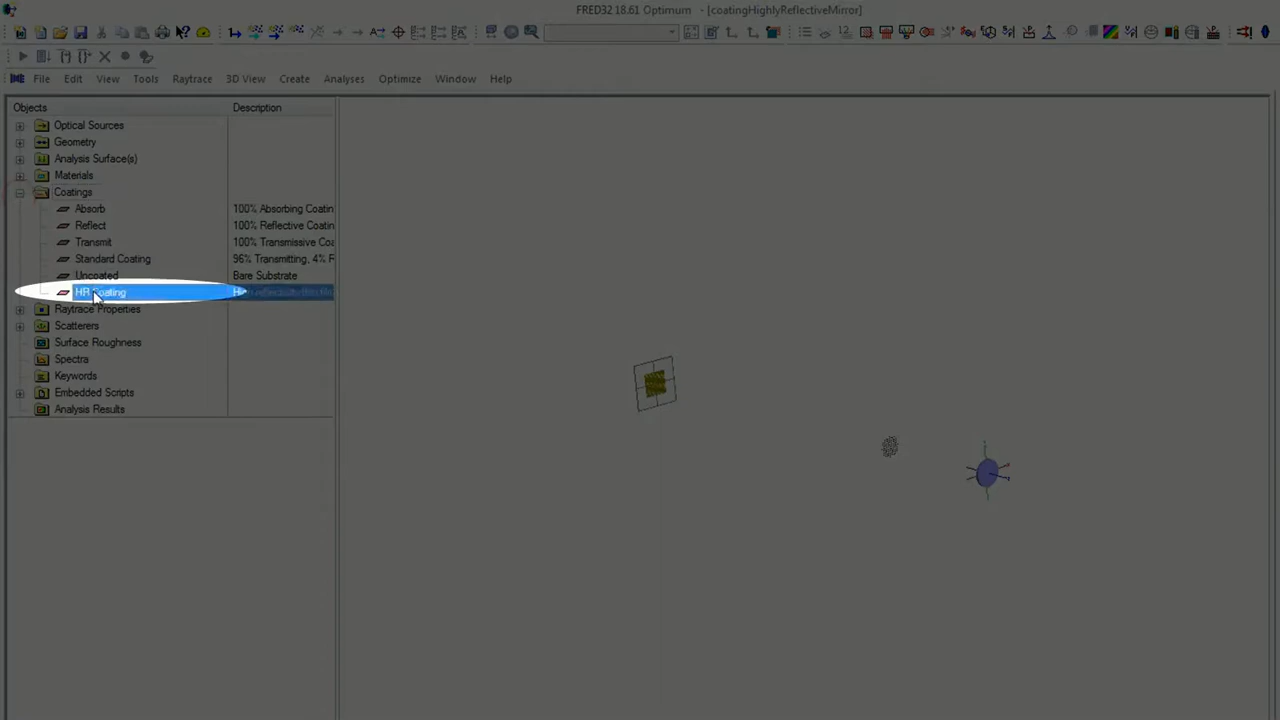 FRED32 18.61 Optimum - [coatingHighlyReflectiveMirror]
File Edit View Tools Raytrace 3D View Create Analyses Optimize Window Help
Objects Description
Optical Sources
Geometry
Analysis Surface(s)
Materials
Coatings
Absorb 100% Absorbing Coatin
Reflect 100% Reflective Coatin
Transmit 100% Transmissive Coa
Standard Coating 96% Transmitting, 4% R
Uncoated Bare Substrate
HR Coating
Raytrace Properties
Scatterers
Surface Roughness
Spectra
Keywords
Embedded Scripts
Analysis Results